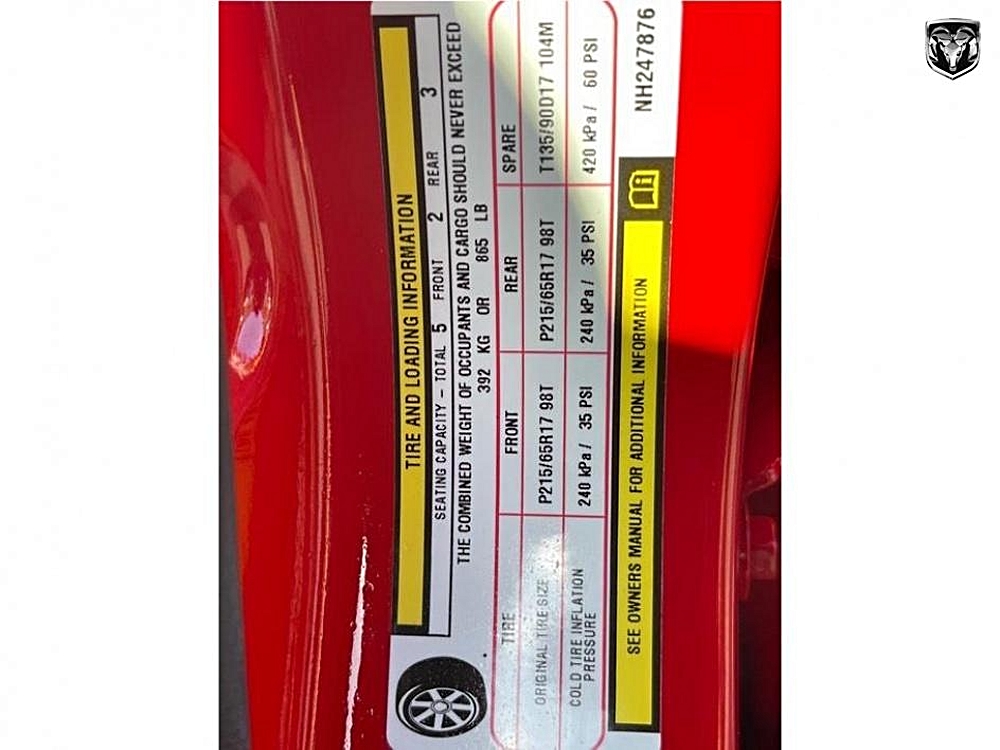 TIRE AND LOADING INFORMATION
SEATING CAPACITY – TOTAL 5 FRONT 2 REAR 3
THE COMBINED WEIGHT OF OCCUPANTS AND CARGO SHOULD NEVER EXCEED
392 KG OR 865 LB
TIRE FRONT REAR SPARE
ORIGINAL TIRE SIZE P215/65R17 98T P215/65R17 98T T135/90D17 104M
COLD TIRE INFLATION PRESSURE 240 kPa / 35 PSI 240 kPa / 35 PSI 420 kPa / 60 PSI
SEE OWNERS MANUAL FOR ADDITIONAL INFORMATION
NH247876